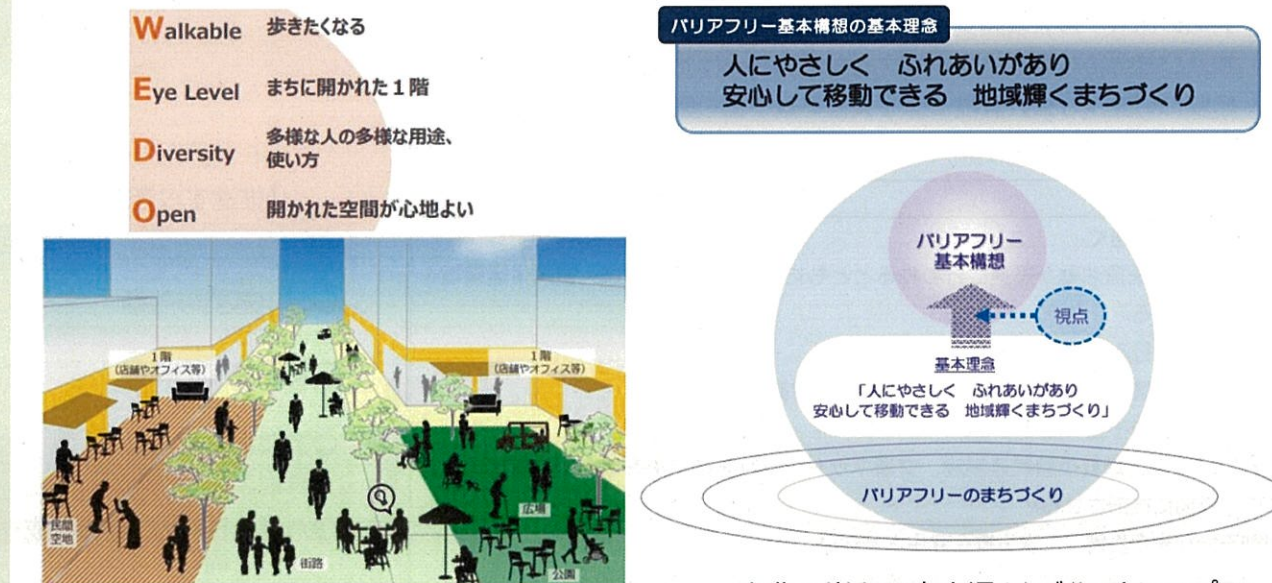 Walkable 歩きたくなる
Eye Level まちに開かれた1階
Diversity 多様な人の多様な用途、
使い方
Open 開かれた空間が心地よい
1階
(店舗やオフィス等)
1階
(店舗やオフィス等)
民間
空地
街路
広場
公園
バリアフリー基本構想の基本理念
人にやさしく ふれあいがあり
安心して移動できる 地域輝くまちづくり
バリアフリー
基本構想
視点
基本理念
「人にやさしく ふれあいがあり
安心して移動できる 地域輝くまちづくり」
バリアフリーのまちづくり